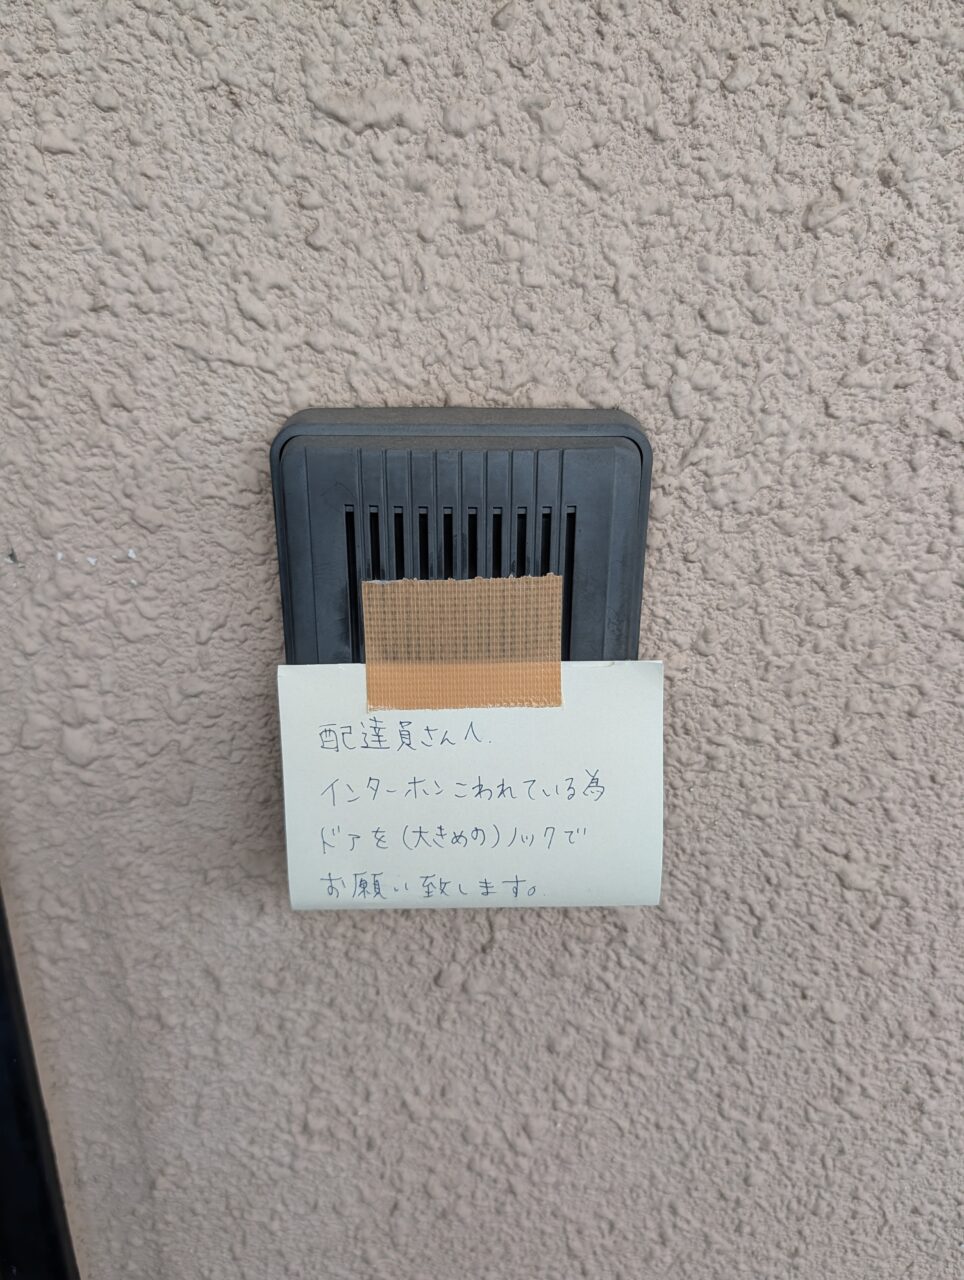 配達員さんへ.
インターホンこわれている為
ドアを(大きめの)ノックで
お願い致します。